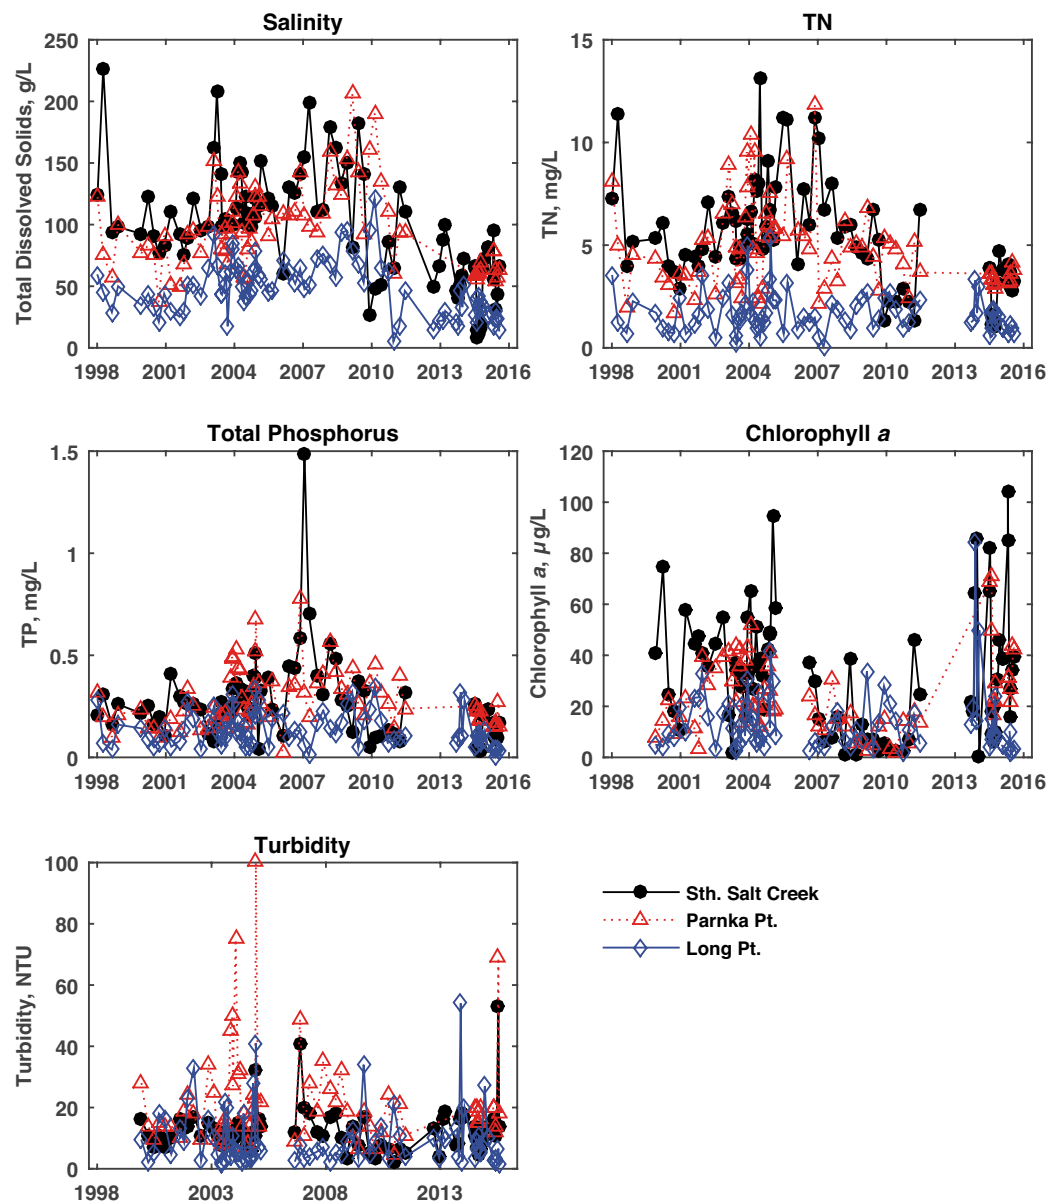 Salinity
Total Dissolved Solids, g/L
250
200
150
100
50
0
1998 2001 2004 2007 2010 2013 2016
TN
TN, mg/L
15
10
5
0
1998 2001 2004 2007 2010 2013 2016
Total Phosphorus
TP, mg/L
1.5
1
0.5
0
1998 2001 2004 2007 2010 2013 2016
Chlorophyll a
Chlorophyll a, µg/L
120
100
80
60
40
20
0
1998 2001 2004 2007 2010 2013 2016
Turbidity
Turbidity, NTU
100
80
60
40
20
0
1998 2003 2008 2013
Sth. Salt Creek
Parnka Pt.
Long Pt.